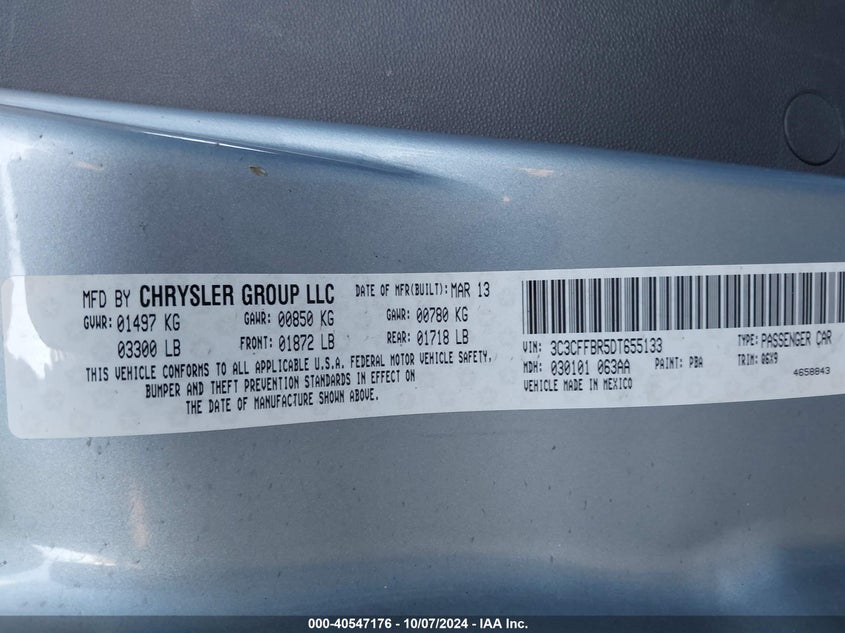 MFD BY CHRYSLER GROUP LLC DATE OF MFR(BUILT): MAR 13
GVWR: 01497 KG GAWR: 00850 KG GAWR: 00780 KG
03300 LB FRONT: 01872 LB REAR: 01718 LB
THIS VEHICLE CONFORMS TO ALL APPLICABLE U.S.A. FEDERAL MOTOR VEHICLE SAFETY,
BUMPER AND THEFT PREVENTION STANDARDS IN EFFECT ON
THE DATE OF MANUFACTURE SHOWN ABOVE.
VIN: 3C3CFFBR5DT655133 TYPE: PASSENGER CAR
MDH: 030101 063AA PAINT: PBA TRIM: Q6X9
VEHICLE MADE IN MEXICO 4658843
000-40547176 - 10/07/2024 - IAA Inc.